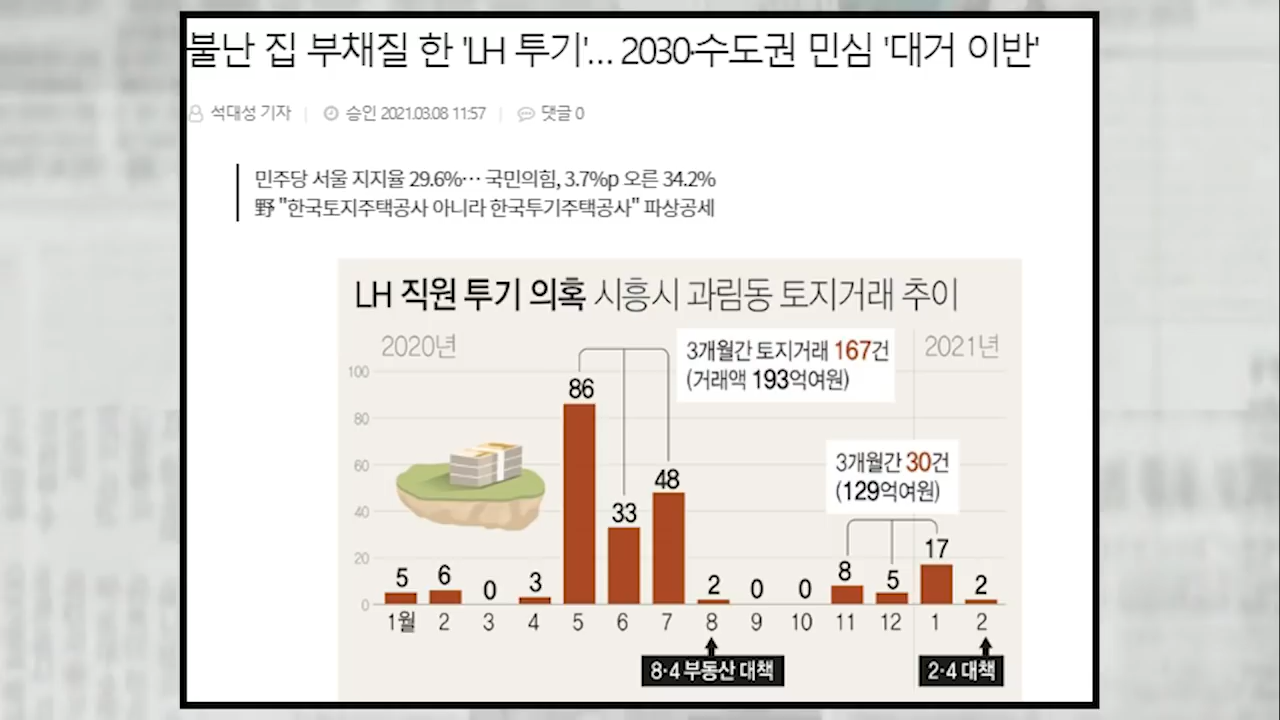 불난 집 부채질 한 'LH 투기'... 2030·수도권 민심 '대거 이반'
석대성 기자 | 승인 2021.03.08 11:57 | 댓글 0
민주당 서울 지지율 29.6%… 국민의힘, 3.7%p 오른 34.2%
野 "한국토지주택공사 아니라 한국투기주택공사" 파상공세
LH 직원 투기 의혹 시흥시 과림동 토지거래 추이
2020년
2021년
3개월간 토지거래 167건
(거래액 193억여원)
3개월간 30건
(129억여원)
100
80
60
40
20
0
5 6 0 3 86 33 48 2 0 0 8 5 17 2
1월 2 3 4 5 6 7 8 9 10 11 12 1 2
8·4 부동산 대책
2·4 대책